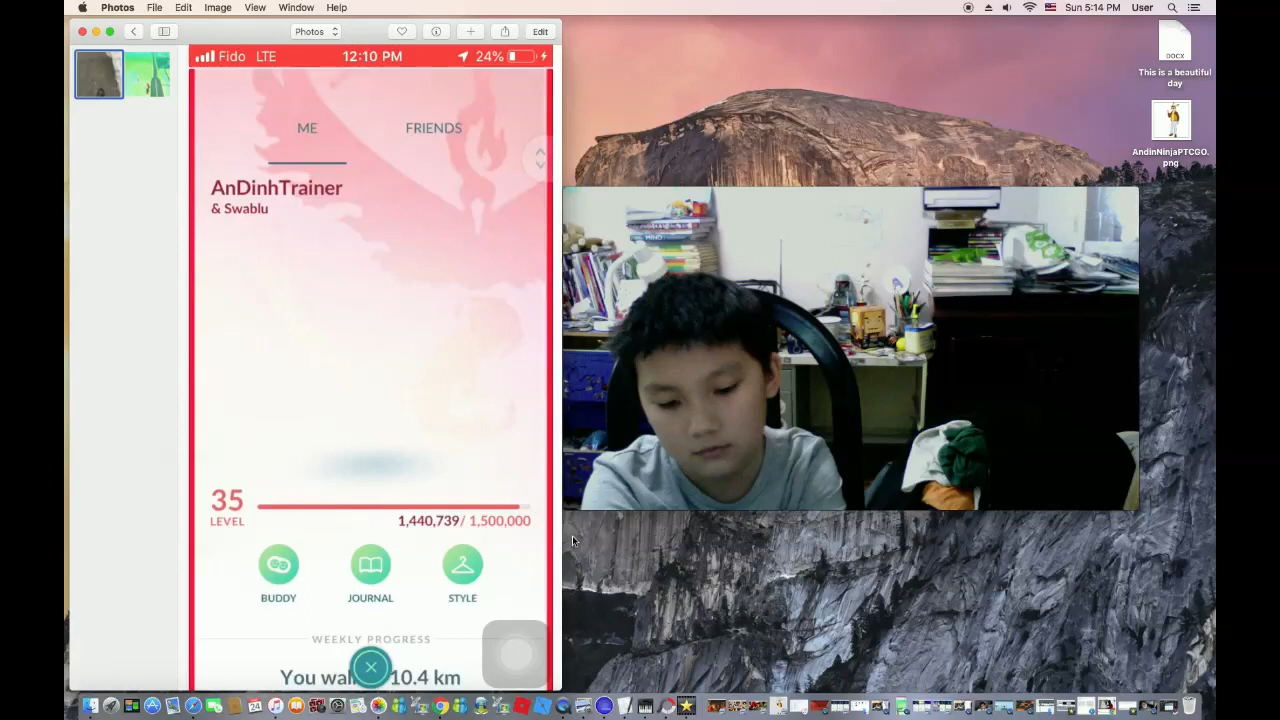 Photos File Edit Image View Window Help
Sun 5:14 PM User
Photos
Edit
Fido LTE 12:10 PM 24%
ME FRIENDS
AnDinhTrainer
& Swablu
35
LEVEL
1,440,739/ 1,500,000
BUDDY JOURNAL STYLE
WEEKLY PROGRESS
10.4 km
DOCX
This is a beautiful
day
AndinNinjaPTCGO.
png